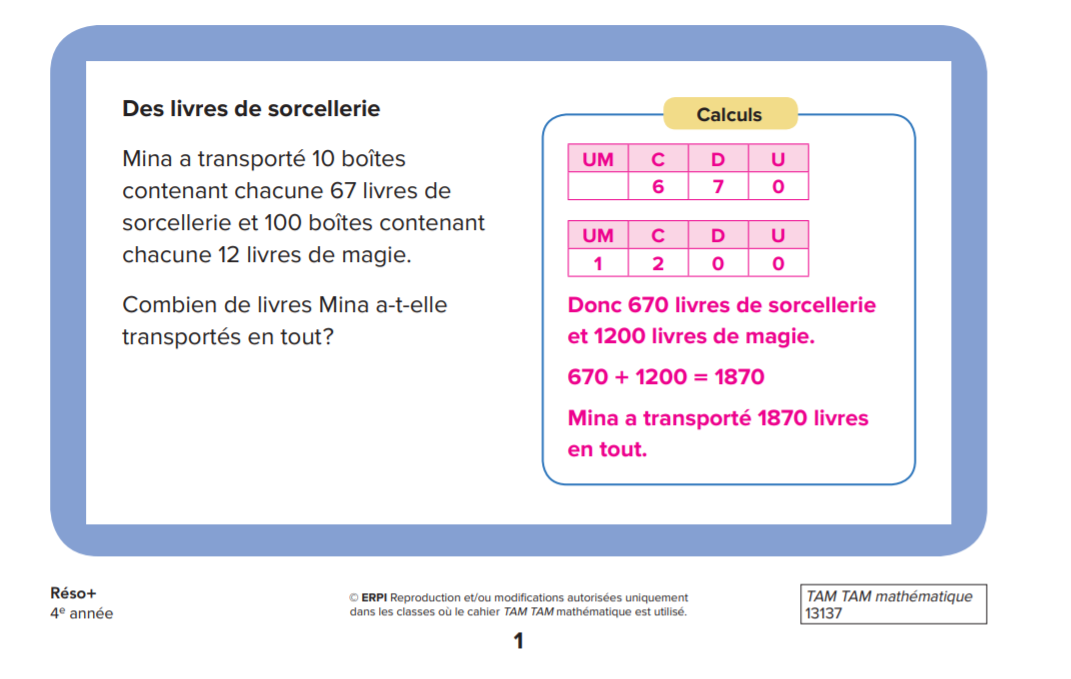 Des livres de sorcellerie
Mina a transporté 10 boîtes
contenant chacune 67 livres de
sorcellerie et 100 boîtes contenant
chacune 12 livres de magie.
Combien de livres Mina a-t-elle
transportés en tout?
Calculs
UM C D U
6 7 0
UM C D U
1 2 0 0
Donc 670 livres de sorcellerie
et 1200 livres de magie.
670 + 1200 = 1870
Mina a transporté 1870 livres
en tout.
Réso+
4e année
© ERPI Reproduction et/ou modifications autorisées uniquement
dans les classes où le cahier TAM TAM mathématique est utilisé.
TAM TAM mathématique
13137
1